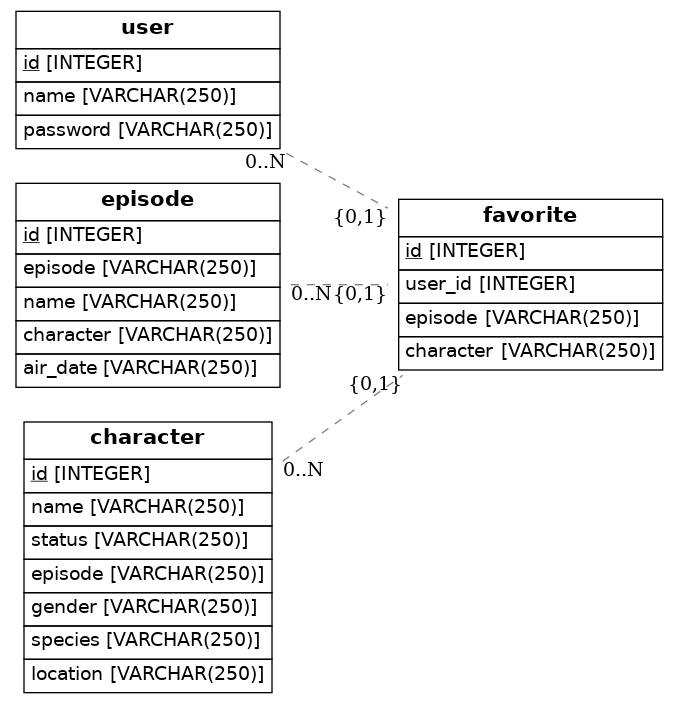 user
id [INTEGER]
name [VARCHAR(250)]
password [VARCHAR(250)]
0..N
{0,1}
episode
id [INTEGER]
episode [VARCHAR(250)]
name [VARCHAR(250)]
character [VARCHAR(250)]
air_date [VARCHAR(250)]
0..N{0,1}
favorite
id [INTEGER]
user_id [INTEGER]
episode [VARCHAR(250)]
character [VARCHAR(250)]
{0,1}
0..N
character
id [INTEGER]
name [VARCHAR(250)]
status [VARCHAR(250)]
episode [VARCHAR(250)]
gender [VARCHAR(250)]
species [VARCHAR(250)]
location [VARCHAR(250)]